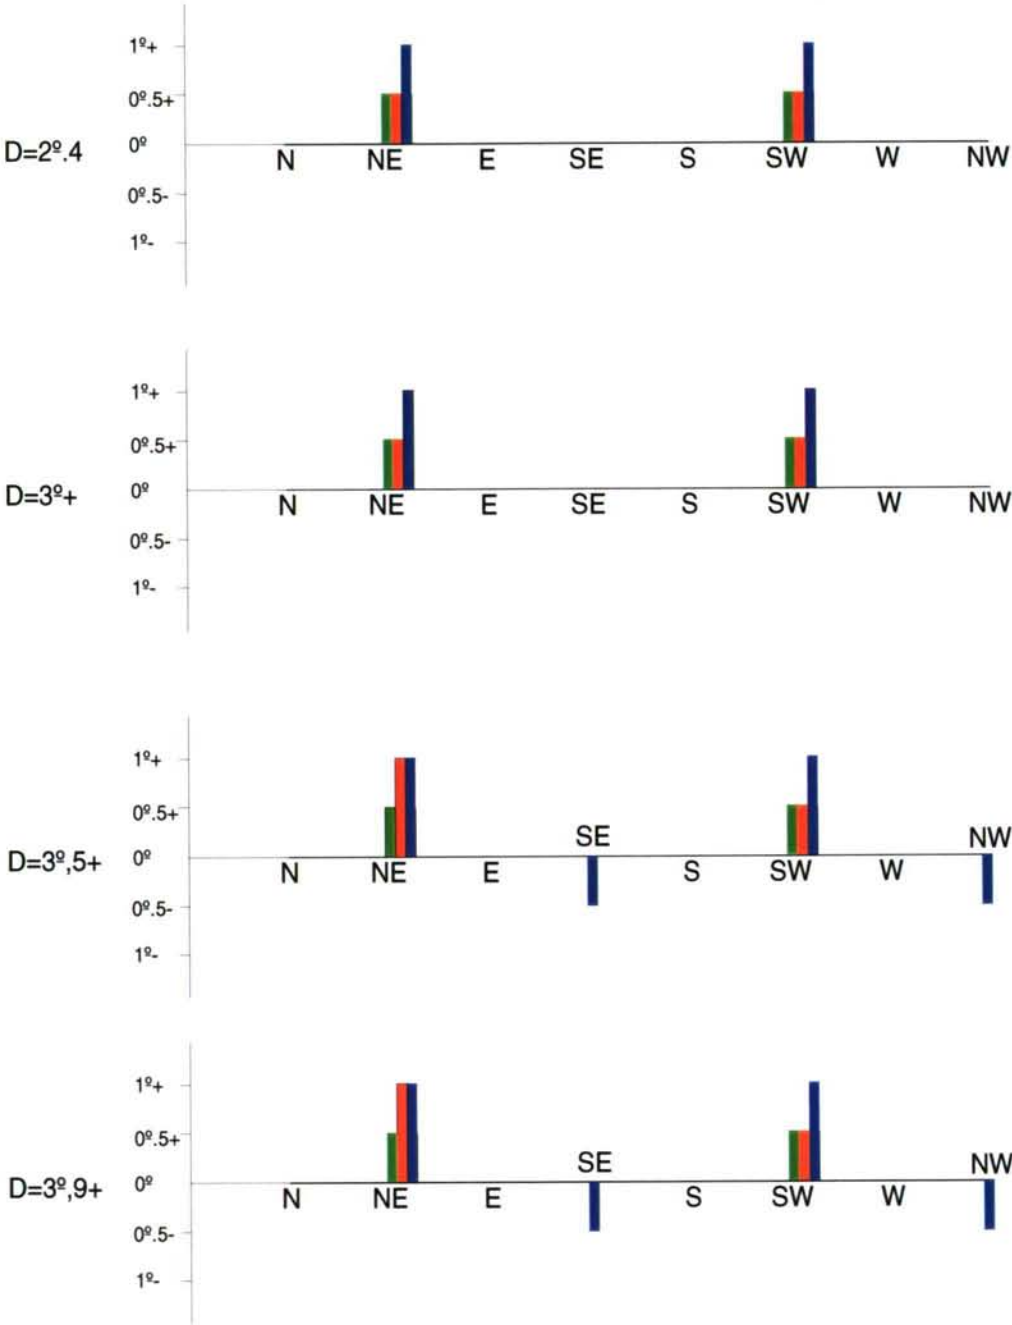 1º+
0º.5+
D=2º.4
0º
N NE E SE S SW W NW
0º.5-
1º-
1º+
0º.5+
D=3º+
0º
N NE E SE S SW W NW
0º.5-
1º-
1º+
0º.5+
SE NW
D=3º,5+
0º
N NE E S SW W
0º.5-
1º-
1º+
0º.5+
SE NW
D=3º,9+
0º
N NE E S SW W
0º.5-
1º-